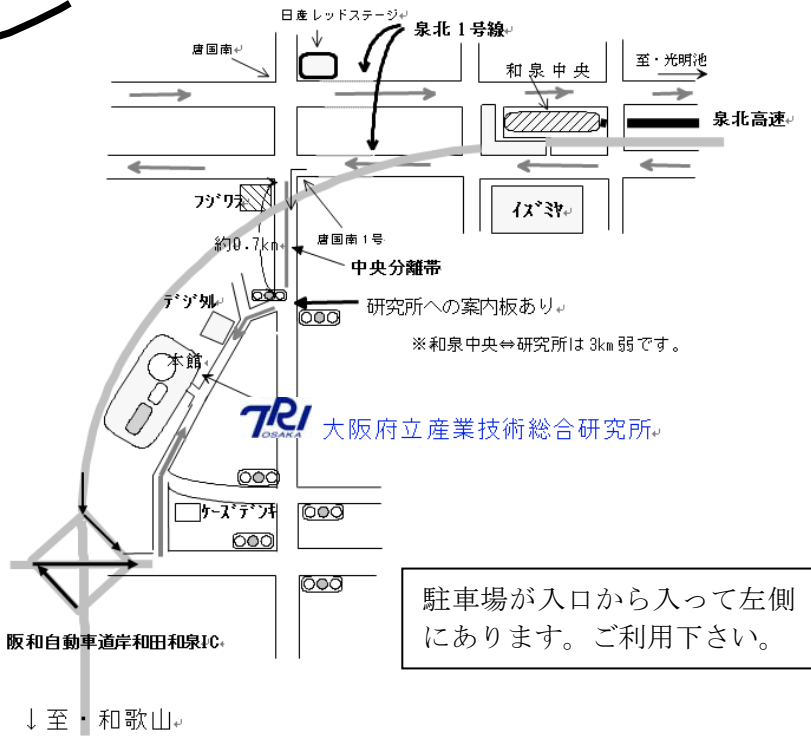 日産レッドステージ
泉北１号線
唐国南
和泉中央
至・光明池
泉北高速
フジワラ
イズミヤ
約0.7km
唐国南1号
中央分離帯
デジタル
研究所への案内板あり
※和泉中央⇔研究所は3km弱です。
本館
TRI
OSAKA
大阪府立産業技術総合研究所
ケーズデンキ
駐車場が入口から入って左側
にあります。ご利用下さい。
阪和自動車道岸和田和泉IC
↓至・和歌山